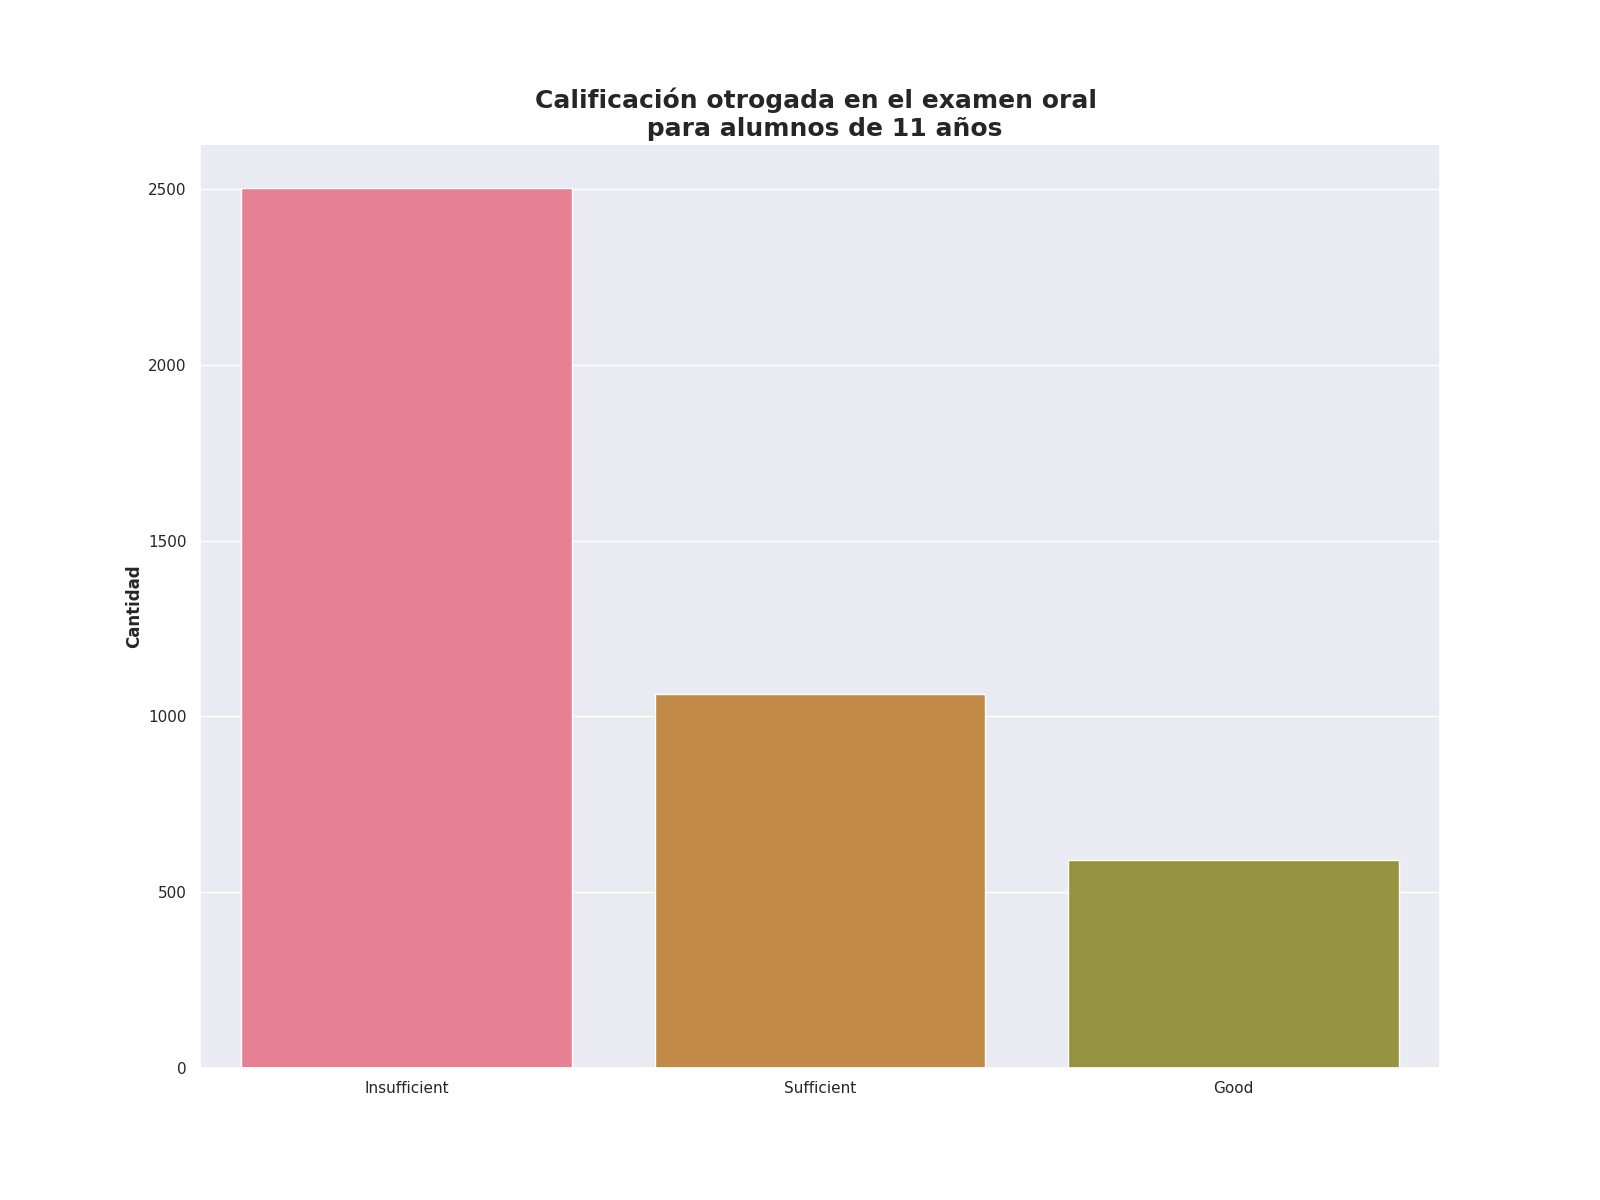 Calificación otrogada en el examen oral
para alumnos de 11 años
2500
2000
1500
1000
500
0
Cantidad
Insufficient
Sufficient
Good